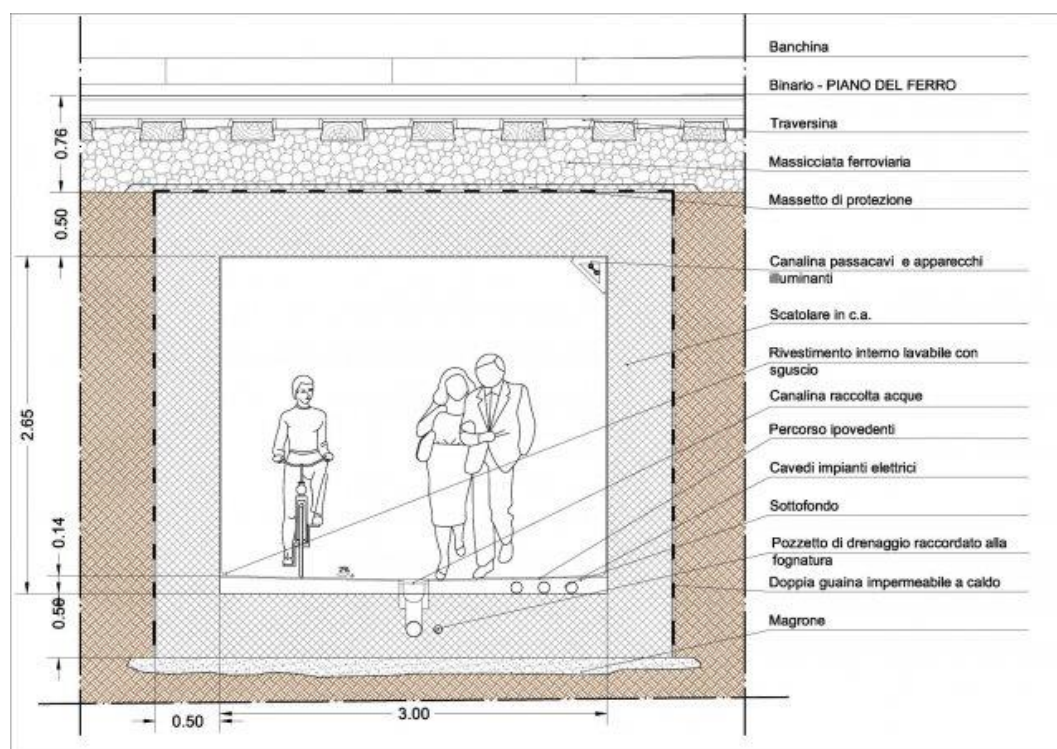 Banchina
Binario - PIANO DEL FERRO
Traversina
Massicciata ferroviaria
Massetto di protezione
Canalina passacavi e apparecchi
illuminanti
Scatolare in c.a.
Rivestimento interno lavabile con
sguscio
Canalina raccolta acque
Percorso ipovedenti
Cavedi impianti elettrici
Sottofondo
Pozzetto di drenaggio raccordato alla
fognatura
Doppia guaina impermeabile a caldo
Magrone
0.76
0.50
2.65
0.14
0.50
2%
0.50
3.00